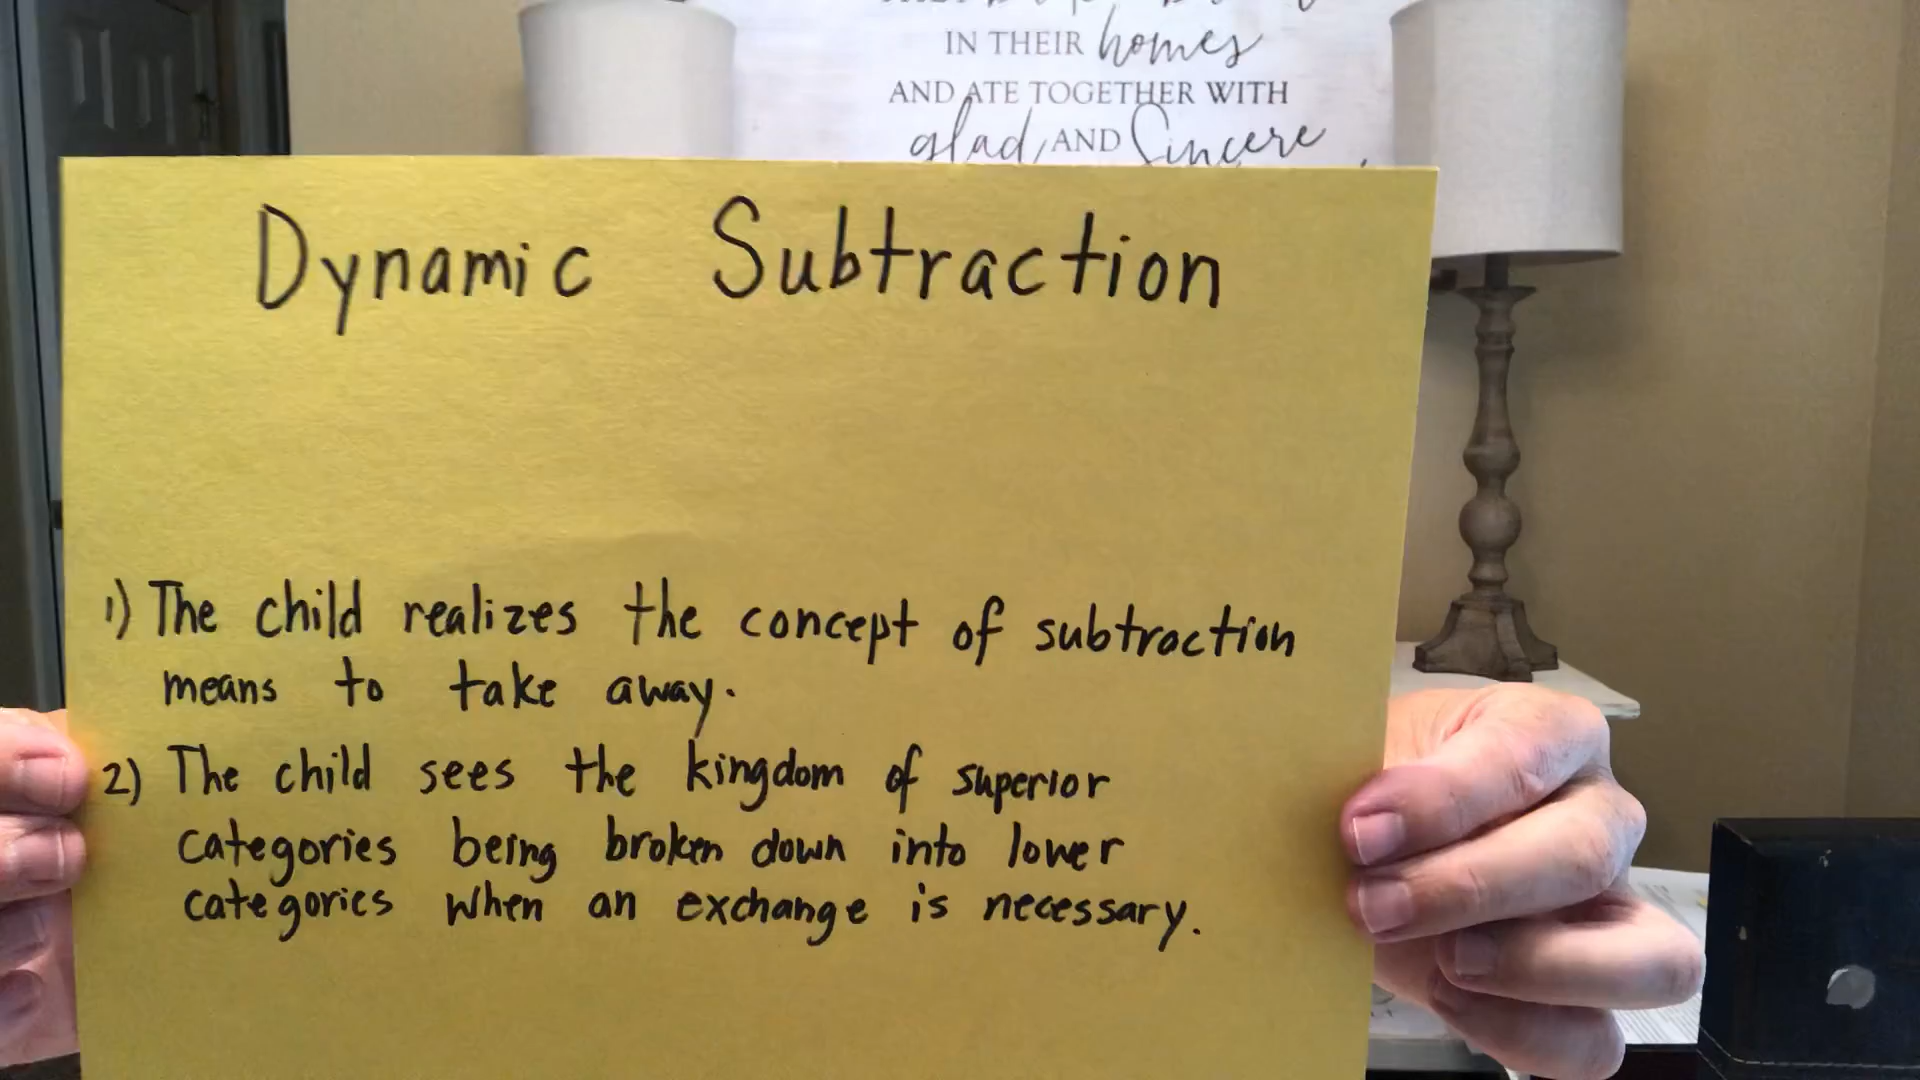 IN THEIR homes
AND ATE TOGETHER WITH
glad AND Sincere
Dynamic Subtraction
1) The child realizes the concept of subtraction
means to take away.
2) The child sees the kingdom of superior
categories being broken down into lower
categories when an exchange is necessary.